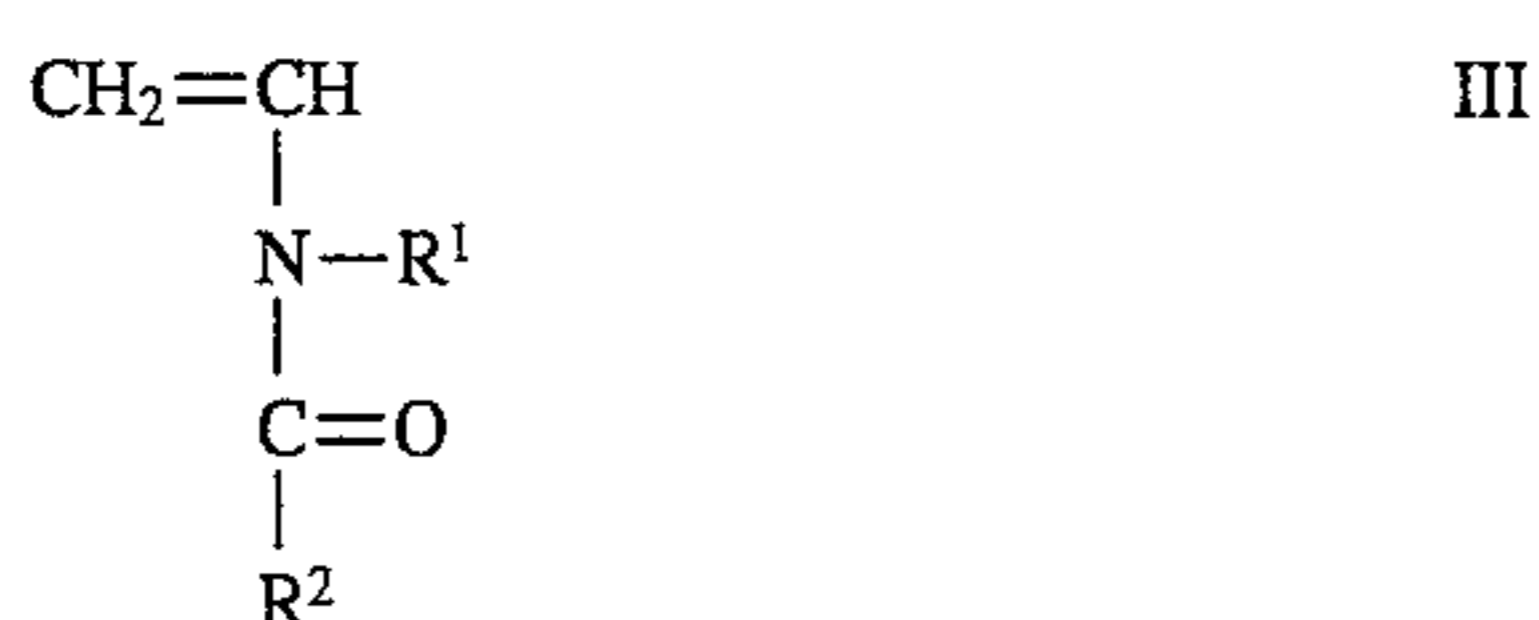 CH₂=CH III
N—R¹
C=O
R²